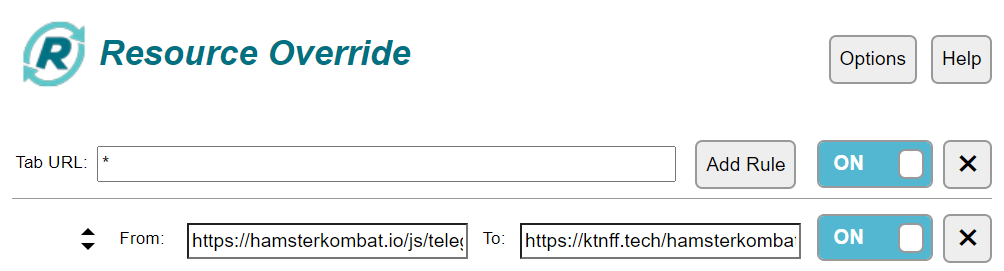 R Resource Override
Options
Help
Tab URL: *
Add Rule
ON
×
From: https://hamsterkombat.io/js/teleg
To: https://ktnff.tech/hamsterkombat
ON
×